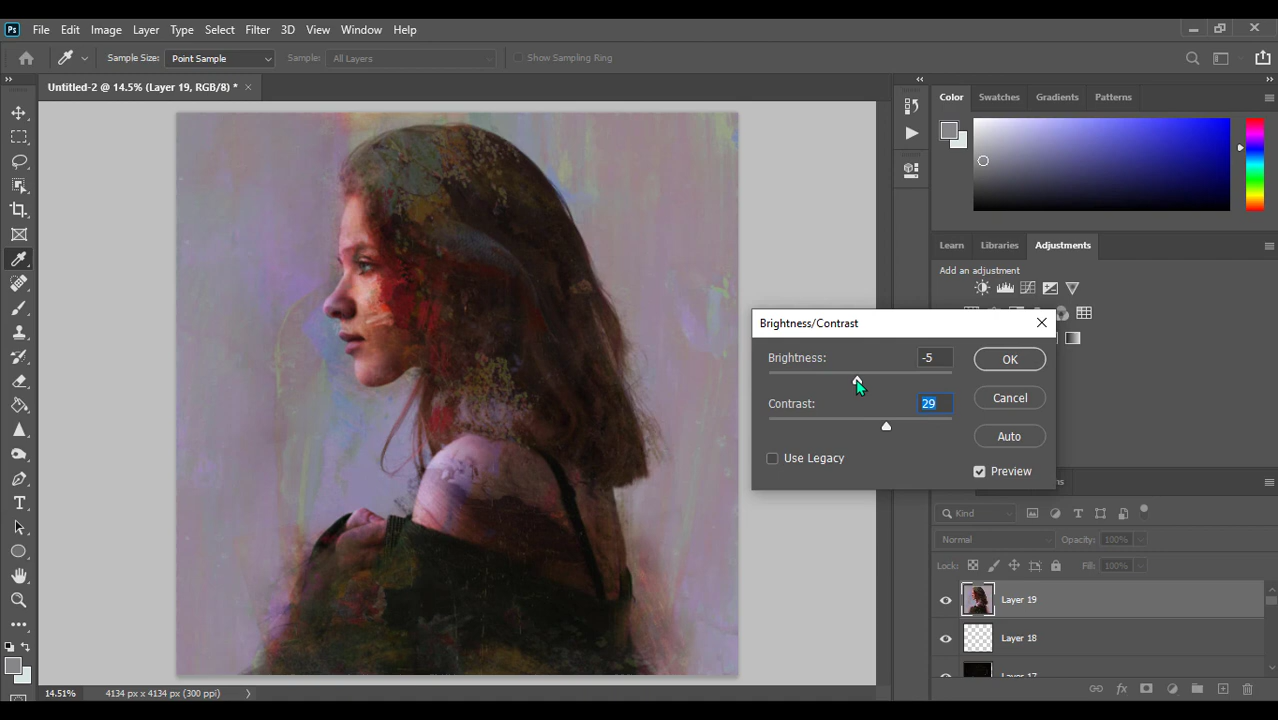 Ps File Edit Image Layer Type Select Filter 3D View Window Help
Sample Size: Point Sample Sample: All Layers Show Sampling Ring
Untitled-2 @ 14.5% (Layer 19, RGB/8) * ×
Color Swatches Gradients Patterns
Learn Libraries Adjustments
Add an adjustment
Brightness/Contrast
Brightness: -5 OK
Contrast: 29 Cancel
Auto
Use Legacy
Preview
Kind
Normal Opacity: 100%
Lock: Fill: 100%
Layer 19
Layer 18
Layer 17
14.51% 4134 px x 4134 px (300 ppi)